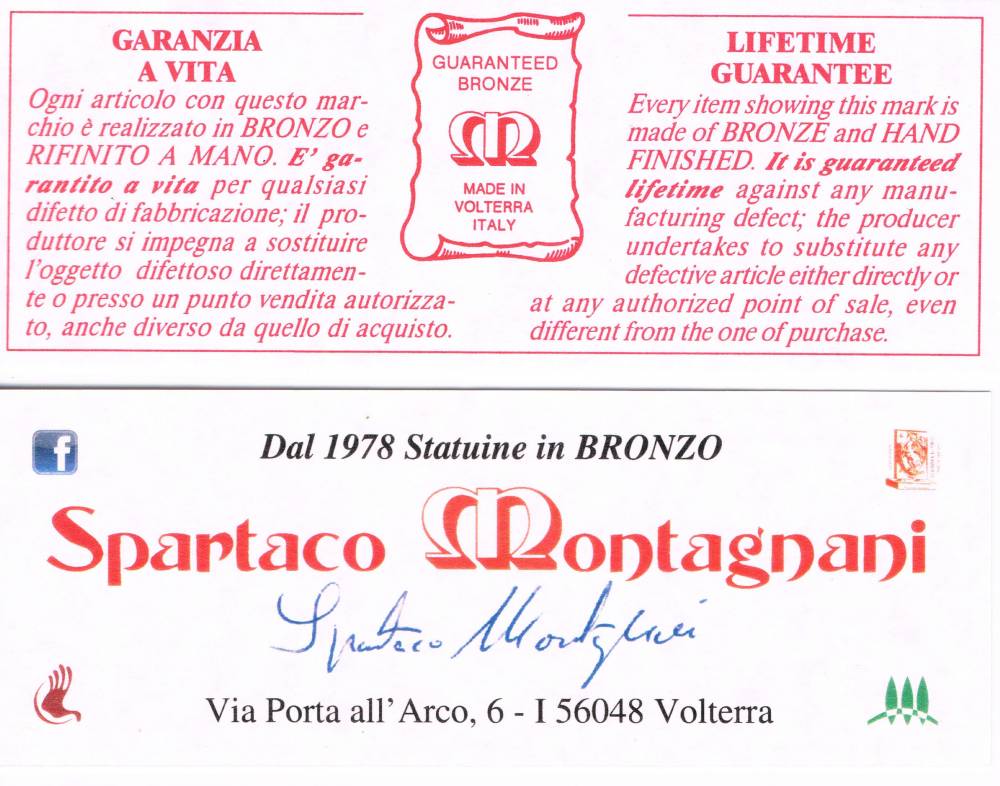 GARANZIA
A VITA
Ogni articolo con questo mar-
chio è realizzato in BRONZO e
RIFINITO A MANO. E' ga-
rantito a vita per qualsiasi
difetto di fabbricazione; il pro-
duttore si impegna a sostituire
l'oggetto difettoso direttamen-
te o presso un punto vendita autorizza-
to, anche diverso da quello di acquisto.
GUARANTEED
BRONZE
M
MADE IN
VOLTERRA
ITALY
LIFETIME
GUARANTEE
Every item showing this mark is
made of BRONZE and HAND
FINISHED. It is guaranteed
lifetime against any manu-
facturing defect; the producer
undertakes to substitute any
defective article either directly or
at any authorized point of sale, even
different from the one of purchase.
f
Dal 1978 Statuine in BRONZO
Spartaco Montagnani
Spartaco Montagnani
Via Porta all'Arco, 6 - I 56048 Volterra